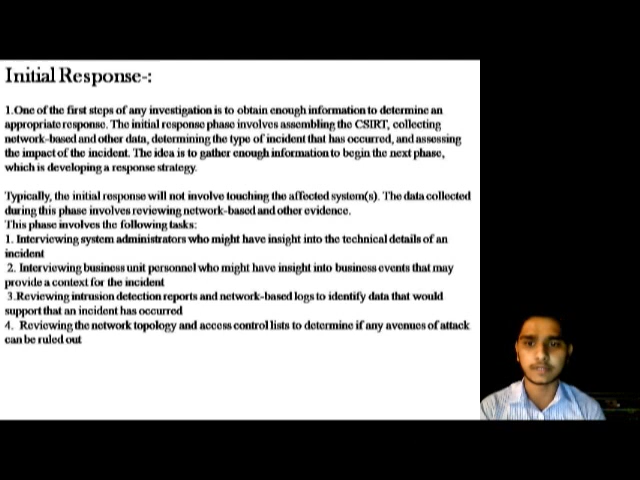 Initial Response-:
1.One of the first steps of any investigation is to obtain enough information to determine an
appropriate response. The initial response phase involves assembling the CSIRT, collecting
network-based and other data, determining the type of incident that has occurred, and assessing
the impact of the incident. The idea is to gather enough information to begin the next phase,
which is developing a response strategy.
Typically, the initial response will not involve touching the affected system(s). The data collected
during this phase involves reviewing network-based and other evidence.
This phase involves the following tasks:
1. Interviewing system administrators who might have insight into the technical details of an
incident
2. Interviewing business unit personnel who might have insight into business events that may
provide a context for the incident
3.Reviewing intrusion detection reports and network-based logs to identify data that would
support that an incident has occurred
4. Reviewing the network topology and access control lists to determine if any avenues of attack
can be ruled out